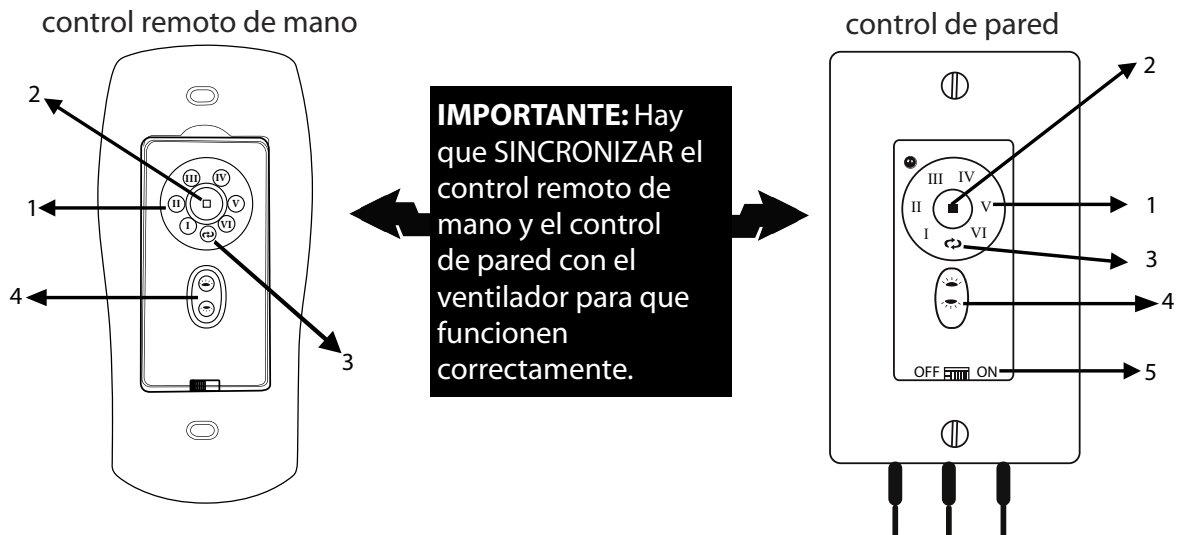 control remoto de mano
control de pared
2
III IV
II V
I VI
1
4
3
IMPORTANTE: Hay
que SINCRONIZAR el
control remoto de
mano y el control
de pared con el
ventilador para que
funcionen
correctamente.
2
III IV
II V
I VI
1
3
4
OFF ON
5